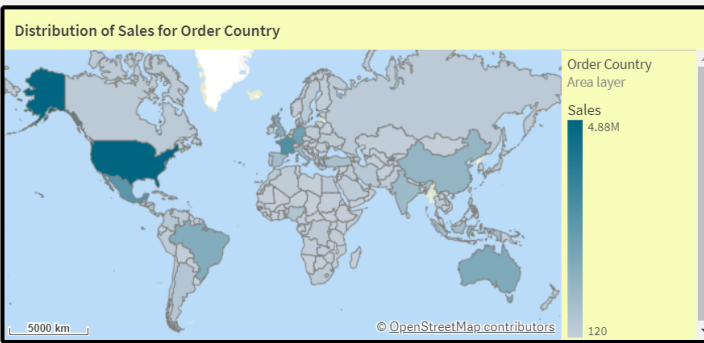 Distribution of Sales for Order Country
Order Country
Area layer
Sales
4.88M
120
5000 km
© OpenStreetMap contributors